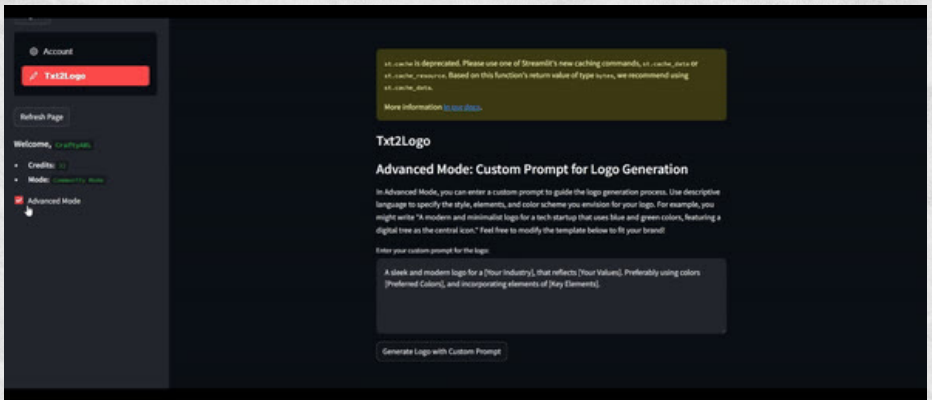 Account
Txt2Logo
Refresh Page
Welcome,
Credits:
Mode: Community Mode
Advanced Mode
st.cache is deprecated. Please use one of Streamlit's new caching commands, st.cache_data or
st.cache_resource. Based on this function's return value of type bytes, we recommend using
st.cache_data.
More information in our docs.
Txt2Logo
Advanced Mode: Custom Prompt for Logo Generation
In Advanced Mode, you can enter a custom prompt to guide the logo generation process. Use descriptive
language to specify the style, elements, and color scheme you envision for your logo. For example, you
might write "A modern and minimalist logo for a tech startup that uses blue and green colors, featuring a
digital tree as the central icon." Feel free to modify the template below to fit your brand!
Enter your custom prompt for the logo:
A sleek and modern logo for a [Your Industry], that reflects [Your Values]. Preferably using colors
[Preferred Colors], and incorporating elements of [Key Elements].
Generate Logo with Custom Prompt